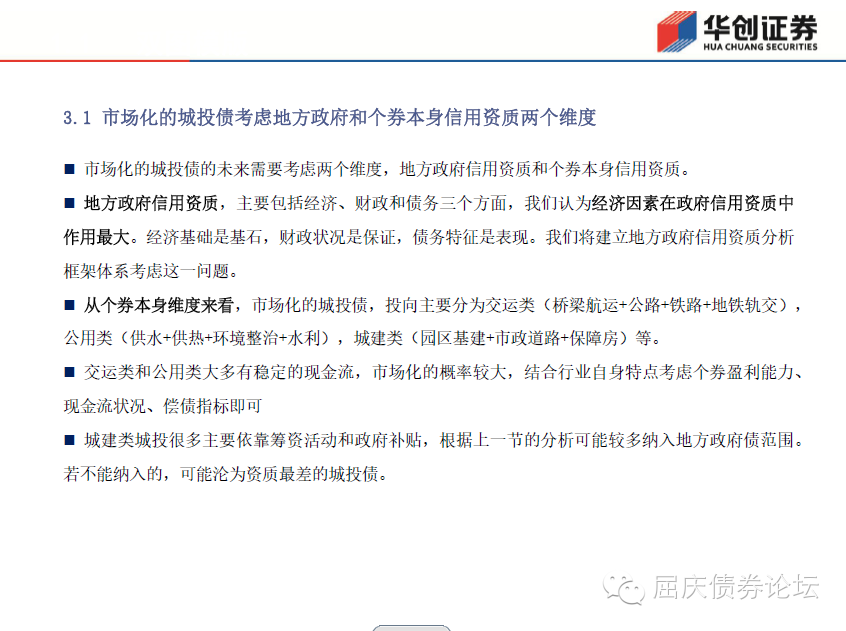 华创证券
HUA CHUANG SECURITIES
3.1 市场化的城投债考虑地方政府和个券本身信用资质两个维度
■ 市场化的城投债的未来需要考虑两个维度，地方政府信用资质和个券本身信用资质。
■ 地方政府信用资质，主要包括经济、财政和债务三个方面，我们认为经济因素在政府信用资质中
作用最大。经济基础是基石，财政状况是保证，债务特征是表现。我们将建立地方政府信用资质分析
框架体系考虑这一问题。
■ 从个券本身维度来看，市场化的城投债，投向主要分为交运类（桥梁航运+公路+铁路+地铁轨交），
公用类（供水+供热+环境整治+水利），城建类（园区基建+市政道路+保障房）等。
■ 交运类和公用类大多有稳定的现金流，市场化的概率较大，结合行业自身特点考虑个券盈利能力、
现金流状况、偿债指标即可
■ 城建类城投很多主要依靠筹资活动和政府补贴，根据上一节的分析可能较多纳入地方政府债范围。
若不能纳入的，可能沦为资质最差的城投债。
屈庆债券论坛